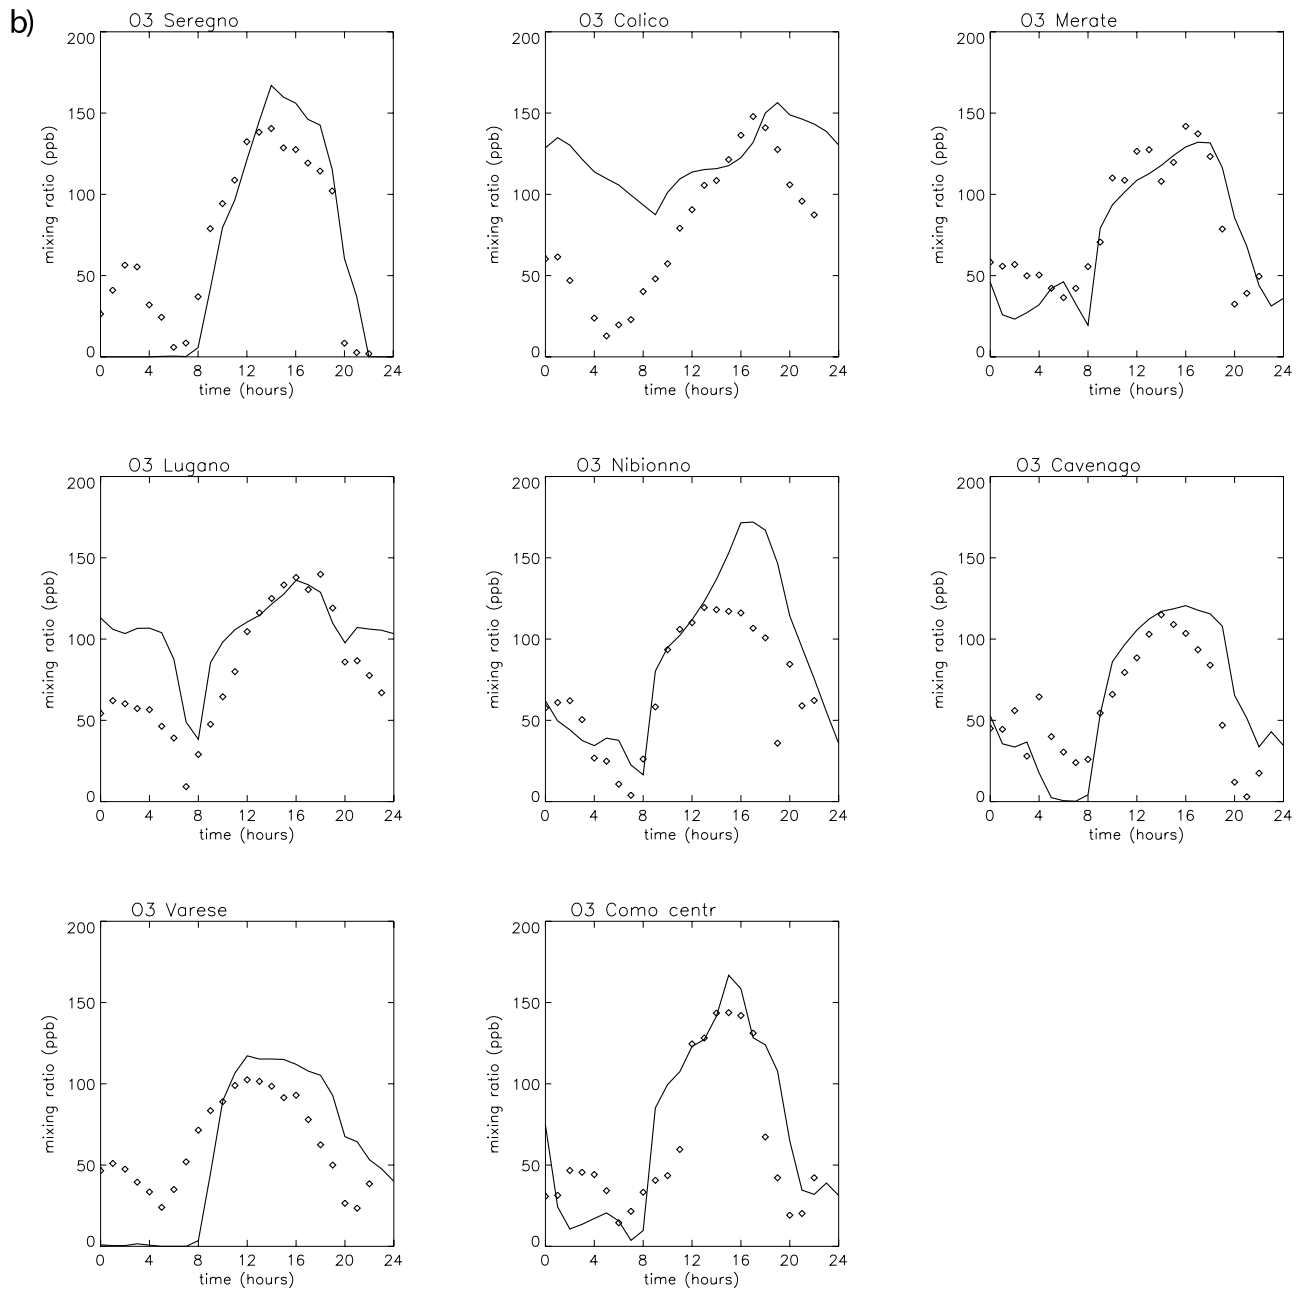 b)
O3 Seregno
200
150
100
50
0
mixing ratio (ppb)
0 4 8 12 16 20 24
time (hours)
O3 Colico
200
150
100
50
0
mixing ratio (ppb)
0 4 8 12 16 20 24
time (hours)
O3 Merate
200
150
100
50
0
mixing ratio (ppb)
0 4 8 12 16 20 24
time (hours)
O3 Lugano
200
150
100
50
0
mixing ratio (ppb)
0 4 8 12 16 20 24
time (hours)
O3 Nibionno
200
150
100
50
0
mixing ratio (ppb)
0 4 8 12 16 20 24
time (hours)
O3 Cavenago
200
150
100
50
0
mixing ratio (ppb)
0 4 8 12 16 20 24
time (hours)
O3 Varese
200
150
100
50
0
mixing ratio (ppb)
0 4 8 12 16 20 24
time (hours)
O3 Como centr
200
150
100
50
0
mixing ratio (ppb)
0 4 8 12 16 20 24
time (hours)